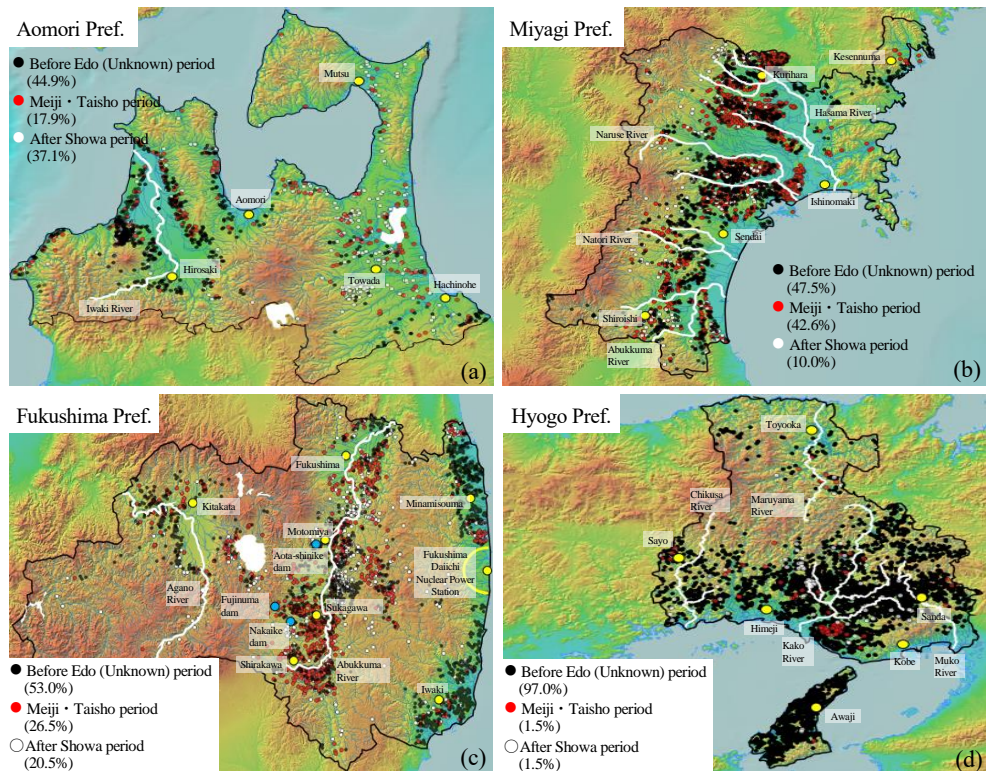 Aomori Pref.
Before Edo (Unknown) period
(44.9%)
Meiji・Taisho period
(17.9%)
After Showa period
(37.1%)
Mutsu
Aomori
Hirosaki
Towada
Hachinohe
Iwaki River
(a)
Miyagi Pref.
Kesennuma
Kurihara
Hasama River
Naruse River
Ishinomaki
Sendai
Natori River
Shiroishi
Abukkuma
River
Before Edo (Unknown) period
(47.5%)
Meiji・Taisho period
(42.6%)
After Showa period
(10.0%)
(b)
Fukushima Pref.
Fukushima
Kitakata
Minamisouma
Motomiya
Aota-shinike
dam
Fukushima
Daiichi
Nuclear Power
Station
Agano
River
Fujinuma
dam
Sukagawa
Nakaike
dam
Shirakawa
Abukkuma
River
Iwaki
Before Edo (Unknown) period
(53.0%)
Meiji・Taisho period
(26.5%)
After Showa period
(20.5%)
(c)
Hyogo Pref.
Toyooka
Chikusa
River
Maruyama
River
Sayo
Sanda
Himeji
Kako
River
Kobe
Muko
River
Awaji
Before Edo (Unknown) period
(97.0%)
Meiji・Taisho period
(1.5%)
After Showa period
(1.5%)
(d)